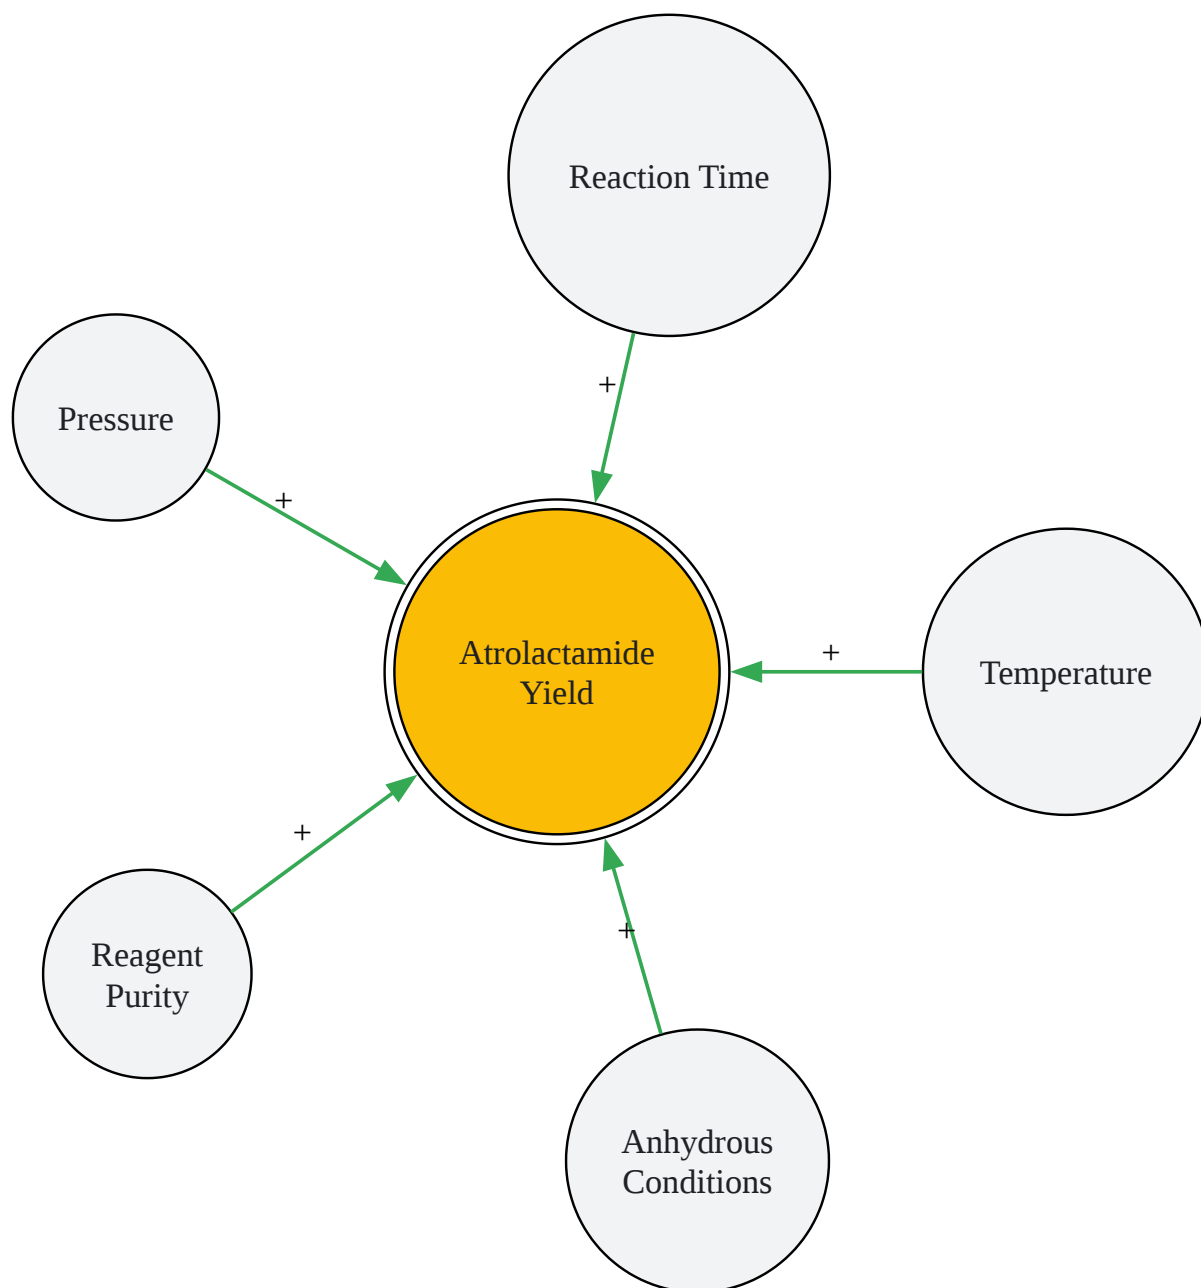 Reaction Time
+
Pressure
+
Atrolactamide
Yield
+
Temperature
+
Reagent
Purity
+
Anhydrous
Conditions